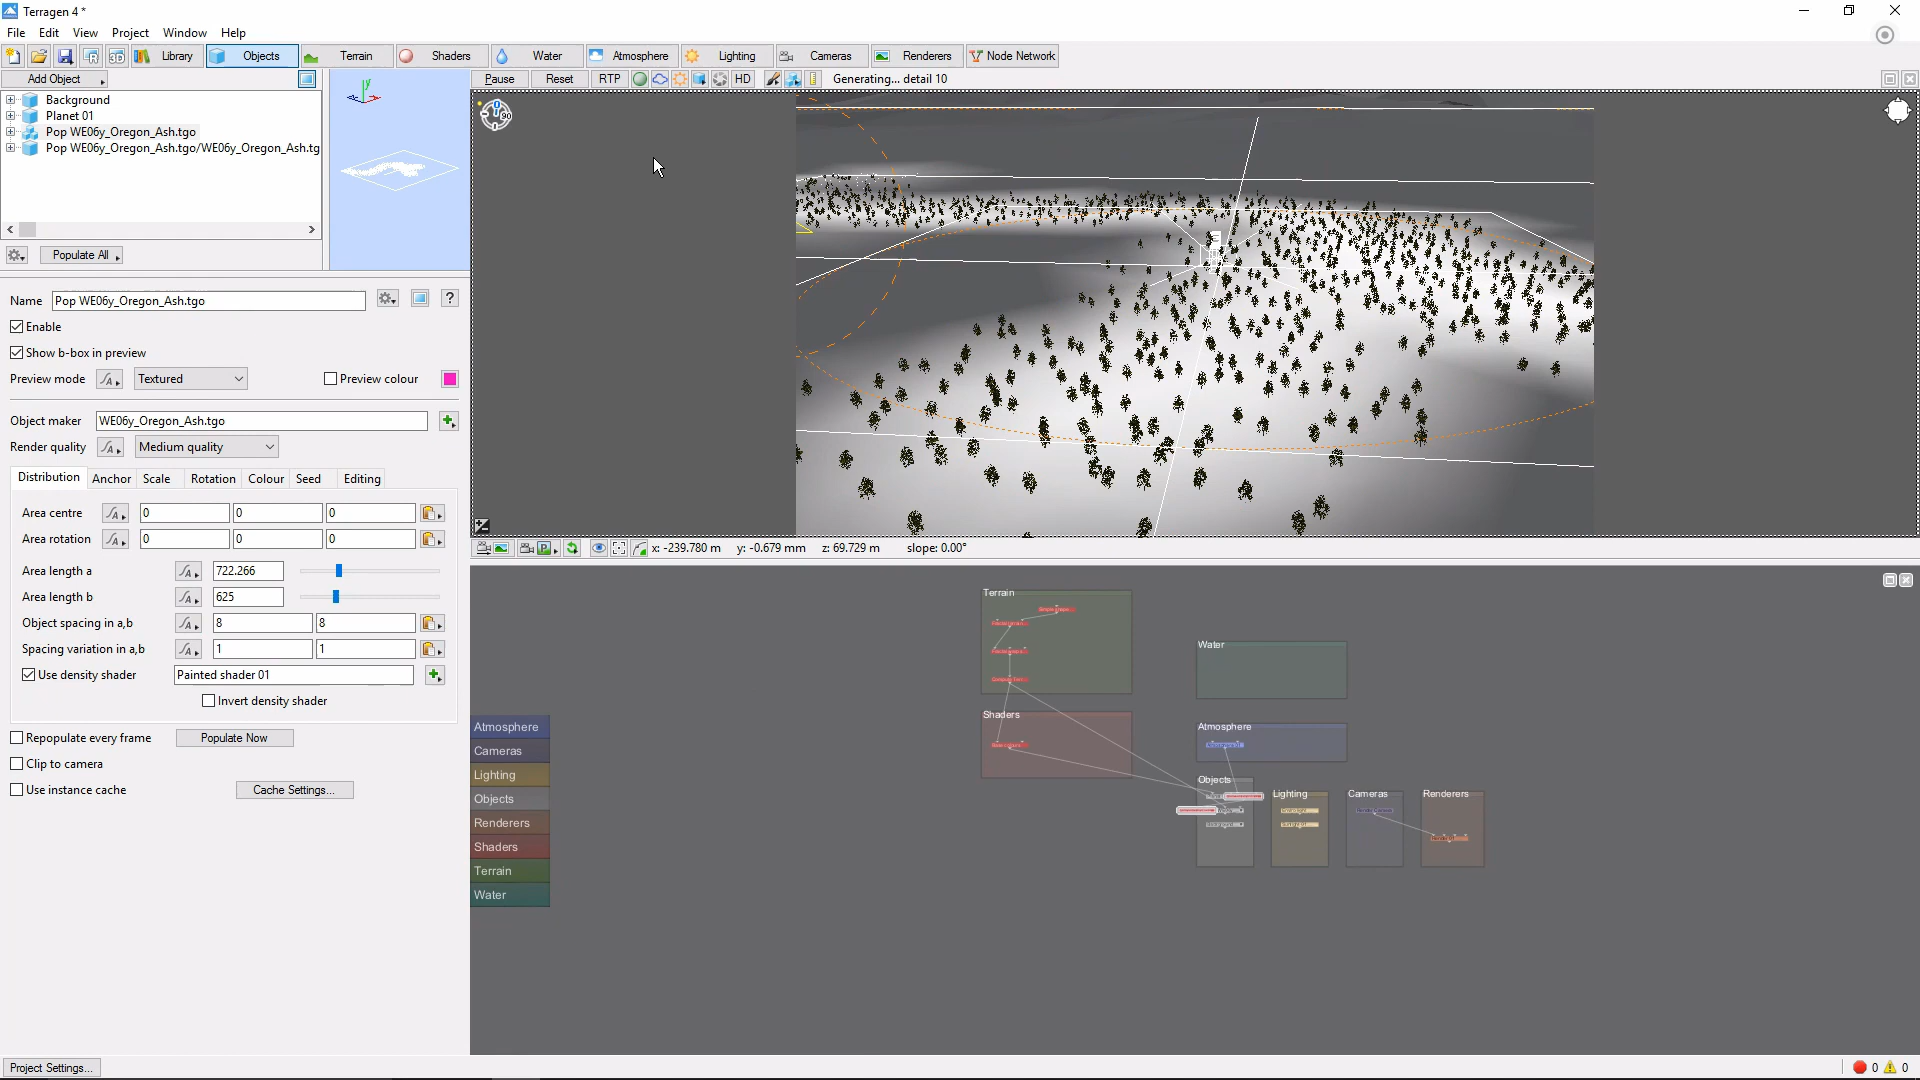 Terragen 4 *
File Edit View Project Window Help
Library Objects Terrain Shaders Water Atmosphere Lighting Cameras Renderers Node Network
Add Object
Pause Reset RTP HD Generating... detail 10
Background
Planet 01
Pop WE06y_Oregon_Ash.tgo
Pop WE06y_Oregon_Ash.tgo/WE06y_Oregon_Ash.tg
y
90
Populate All
Name Pop WE06y_Oregon_Ash.tgo ?
Enable
Show b-box in preview
Preview mode Textured Preview colour
Object maker WE06y_Oregon_Ash.tgo
Render quality Medium quality
Distribution Anchor Scale Rotation Colour Seed Editing
Area centre 0 0 0
Area rotation 0 0 0
Area length a 722.266
Area length b 625
Object spacing in a,b 8 8
Spacing variation in a,b 1 1
Use density shader Painted shader 01
Invert density shader
Repopulate every frame Populate Now
Clip to camera
Use instance cache Cache Settings...
x: -239.780 m y: -0.679 mm z: 69.729 m slope: 0.00°
Terrain
Water
Shaders
Atmosphere
Objects
Lighting
Cameras
Renderers
Atmosphere
Cameras
Lighting
Objects
Renderers
Shaders
Terrain
Water
Project Settings...
0 0